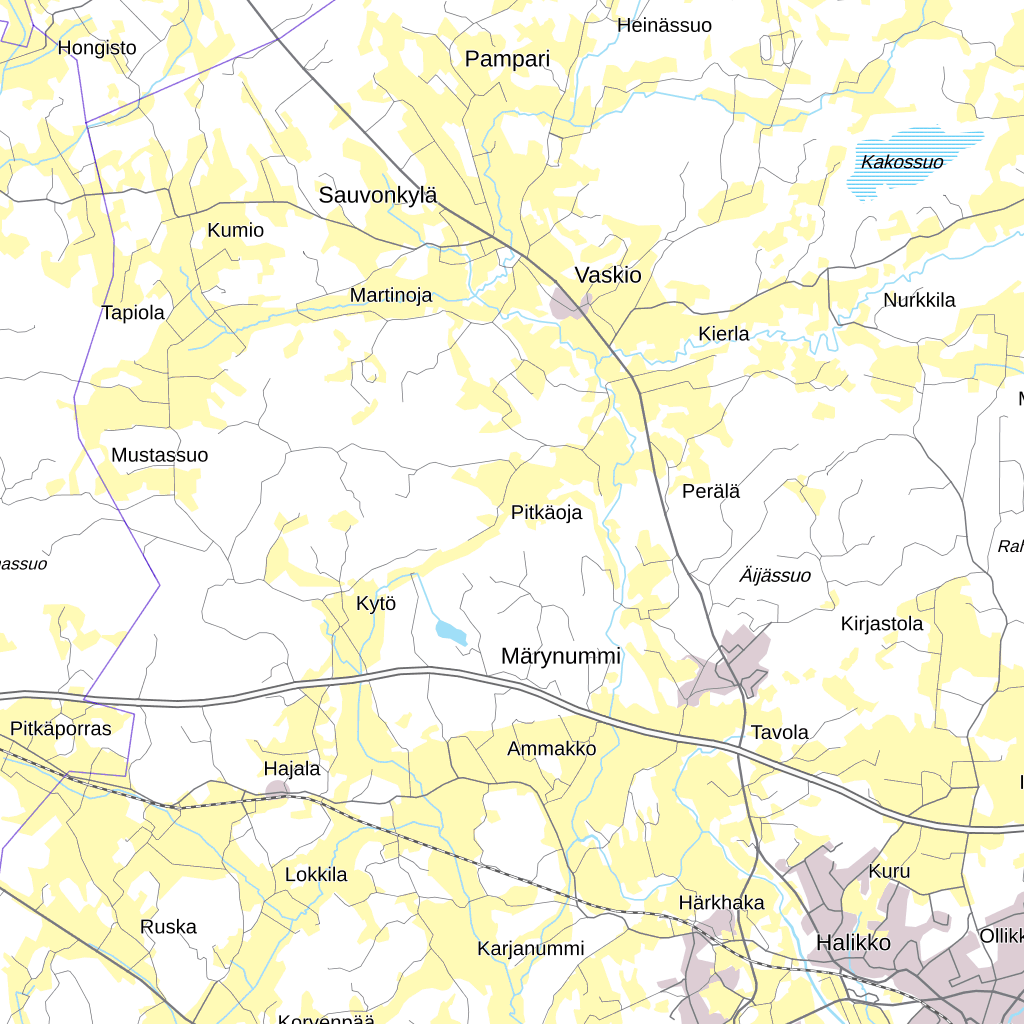 Heinässuo
Hongisto
Pampari
Kakossuo
Sauvonkylä
Kumio
Vaskio
Martinoja
Nurkkila
Tapiola
Kierla
Mustassuo
Perälä
Pitkäoja
Äijässuo
Kytö
Kirjastola
Märynummi
Pitkäporras
Tavola
Ammakko
Hajala
Kuru
Lokkila
Härkhaka
Ruska
Halikko
Karjanummi
Korvenpää